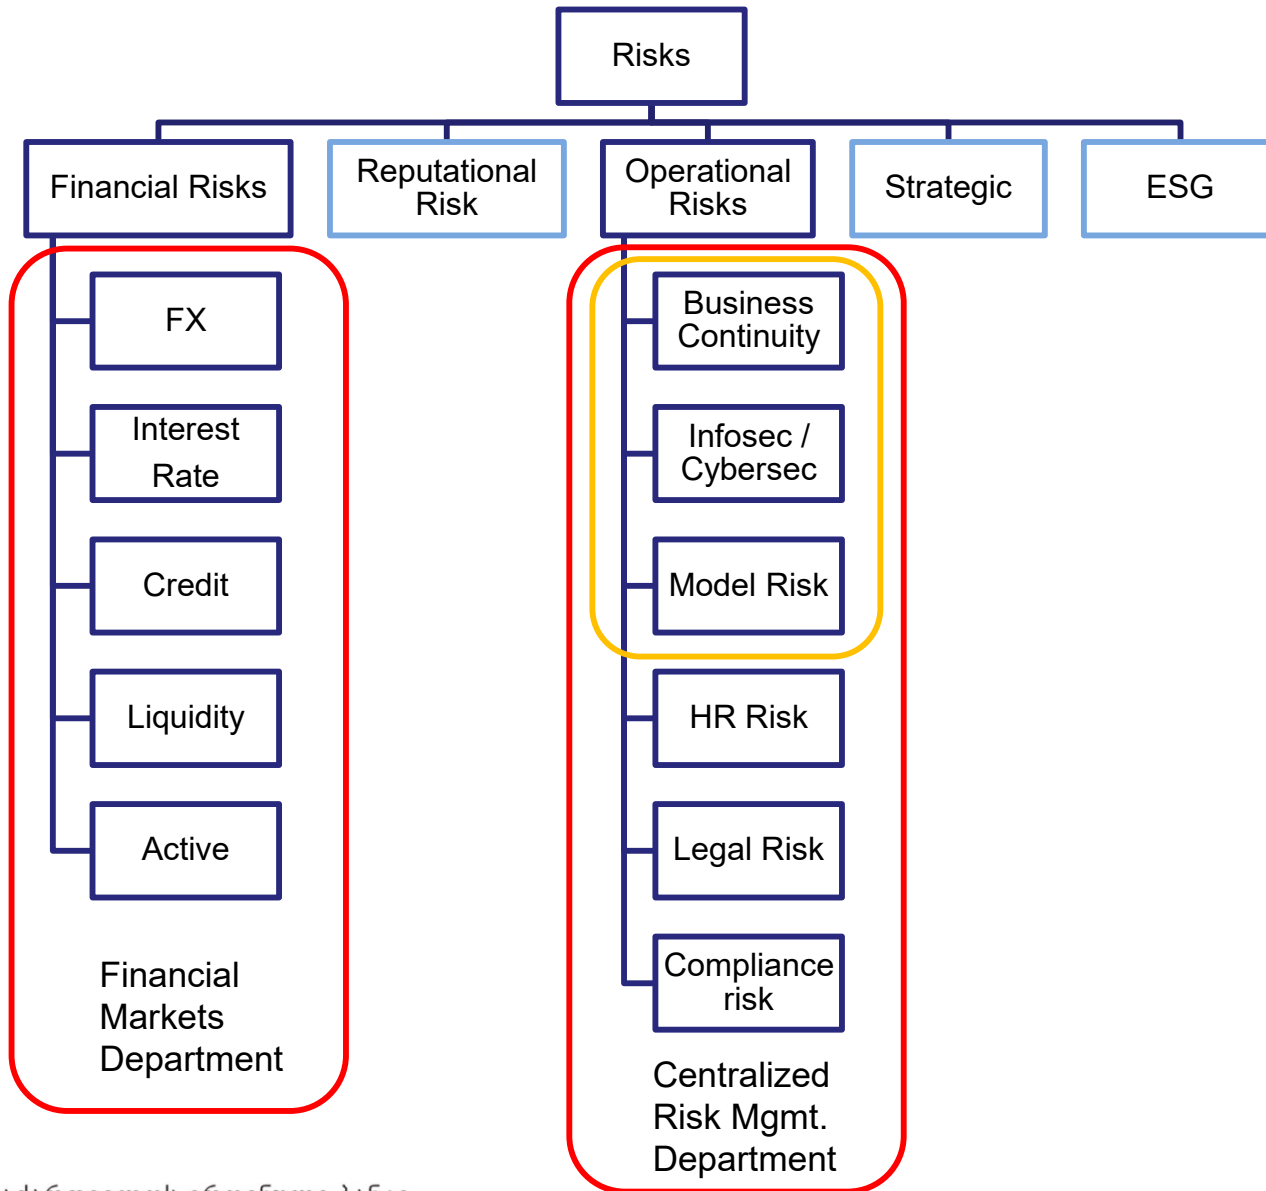 Risks
Financial Risks
Reputational
Risk
Operational
Risks
Strategic
ESG
FX
Interest
Rate
Credit
Liquidity
Active
Financial
Markets
Department
Business
Continuity
Infosec /
Cybersec
Model Risk
HR Risk
Legal Risk
Compliance
risk
Centralized
Risk Mgmt.
Department